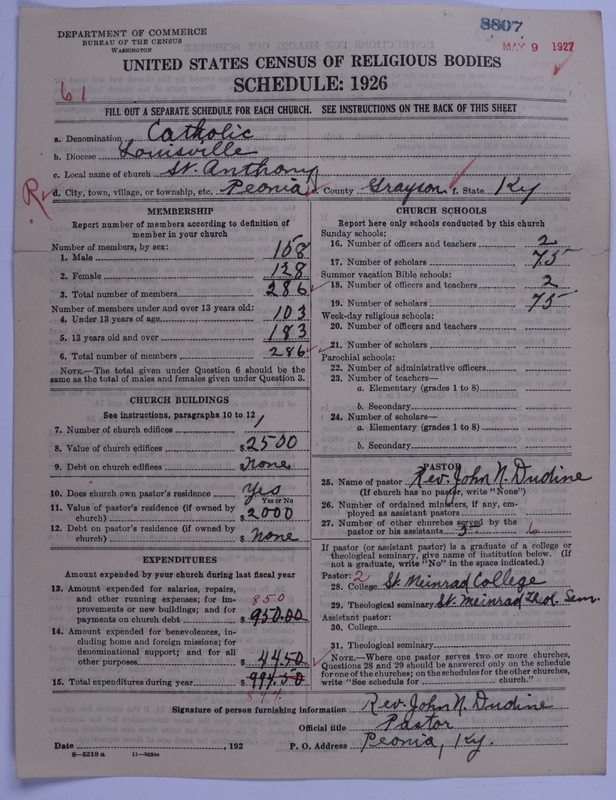 8807
DEPARTMENT OF COMMERCE
BUREAU OF THE CENSUS
WASHINGTON
MAY 9 1927
UNITED STATES CENSUS OF RELIGIOUS BODIES
SCHEDULE: 1926
61
FILL OUT A SEPARATE SCHEDULE FOR EACH CHURCH. SEE INSTRUCTIONS ON THE BACK OF THIS SHEET
a. Denomination Catholic
b. Diocese Louisville
c. Local name of church St. Anthony
R
d. City, town, village, or township, etc. Peonia e. County Grayson f. State Ky
MEMBERSHIP
Report number of members according to definition of
member in your church
Number of members, by sex:
1. Male 158
2. Female 128
3. Total number of members 286
Number of members under and over 13 years old:
4. Under 13 years of age 103
5. 13 years old and over 183
6. Total number of members 286
NOTE.—The total given under Question 6 should be the
same as the total of males and females given under Question 3.
CHURCH BUILDINGS
See instructions, paragraphs 10 to 12
7. Number of church edifices 1
8. Value of church edifices $2500
9. Debt on church edifices $None
10. Does church own pastor's residence Yes
Yes or No
11. Value of pastor's residence (if owned by
church) $2000
12. Debt on pastor's residence (if owned by
church) $None
EXPENDITURES
Amount expended by your church during last fiscal year
13. Amount expended for salaries, repairs,
and other running expenses; for im- 850
provements or new buildings; and for
payments on church debt $950.00
14. Amount expended for benevolences, in-
cluding home and foreign missions; for
denominational support; and for all
other purposes 44.50
15. Total expenditures during year $994.50
894
CHURCH SCHOOLS
Report here only schools conducted by this church
Sunday schools:
16. Number of officers and teachers 2
17. Number of scholars 75
Summer vacation Bible schools:
18. Number of officers and teachers 2
19. Number of scholars 75
Week-day religious schools:
20. Number of officers and teachers
21. Number of scholars
Parochial schools:
22. Number of administrative officers
23. Number of teachers—
a. Elementary (grades 1 to 8)
b. Secondary
24. Number of scholars—
a. Elementary (grades 1 to 8)
b. Secondary
PASTOR
25. Name of pastor Rev. John N. Dudine
(If church has no pastor, write "None")
26. Number of ordained ministers, if any, em-
ployed as assistant pastors
27. Number of other churches served by the
pastor or his assistants 5 6
If pastor (or assistant pastor) is a graduate of a college or
theological seminary, give name of institution below. (If
not a graduate, write "No" in the space indicated.)
Pastor: 2
28. College St. Meinrad College
29. Theological seminary St. Meinrad Thol. Sem.
Assistant pastor:
30. College
31. Theological seminary
NOTE.—Where one pastor serves two or more churches,
Questions 28 and 29 should be answered only on the schedule
for one of the churches; on the schedules for the other churches,
write "See schedule for church."
Signature of person furnishing information Rev. John N. Dudine
Official title Pastor
Date , 192 P. O. Address Peonia, Ky.
8—5318 a